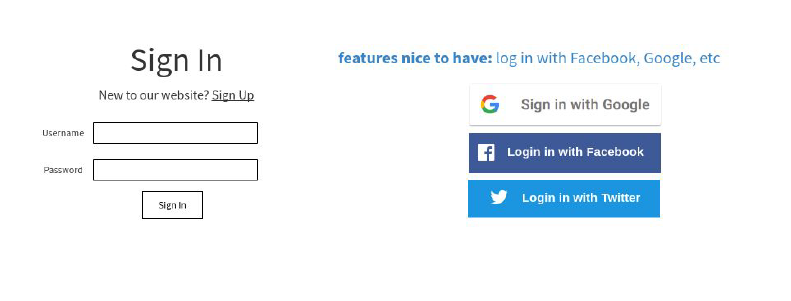 Sign In
New to our website? Sign Up
Username
Password
Sign In
features nice to have: log in with Facebook, Google, etc
Sign in with Google
Login in with Facebook
Login in with Twitter